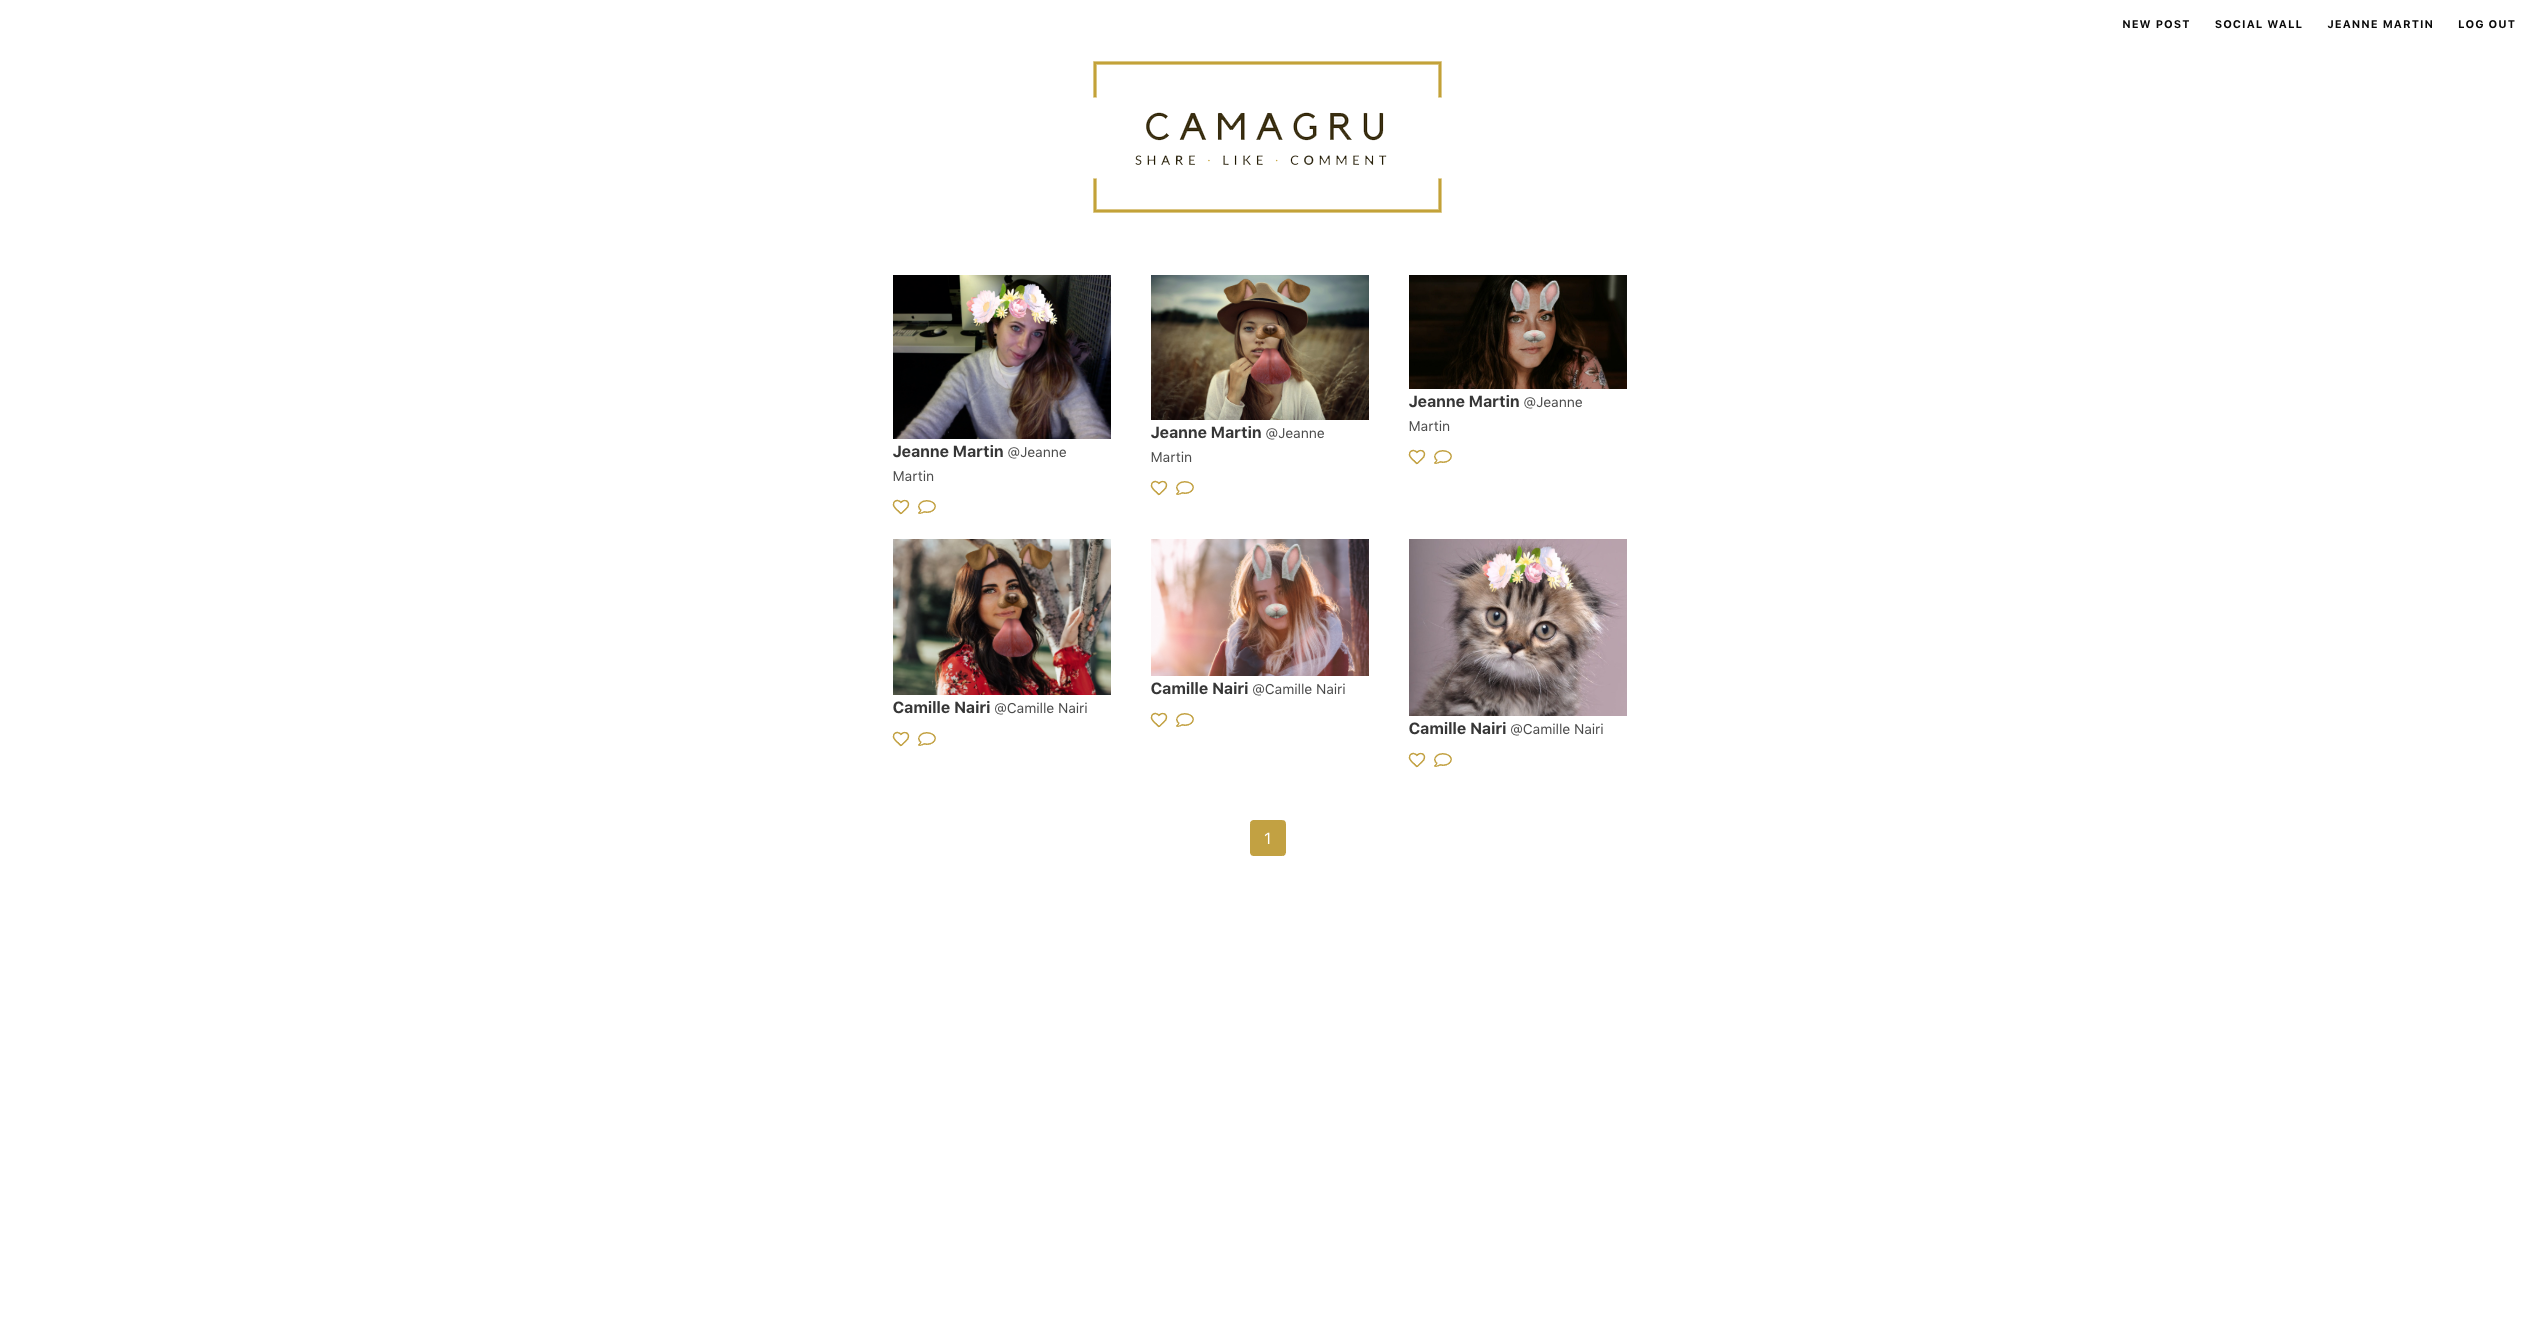 NEW POST SOCIAL WALL JEANNE MARTIN LOG OUT
CAMAGRU
SHARE · LIKE · COMMENT
Jeanne Martin @Jeanne
Martin
Jeanne Martin @Jeanne
Martin
Jeanne Martin @Jeanne
Martin
Camille Nairi @Camille Nairi
Camille Nairi @Camille Nairi
Camille Nairi @Camille Nairi
1